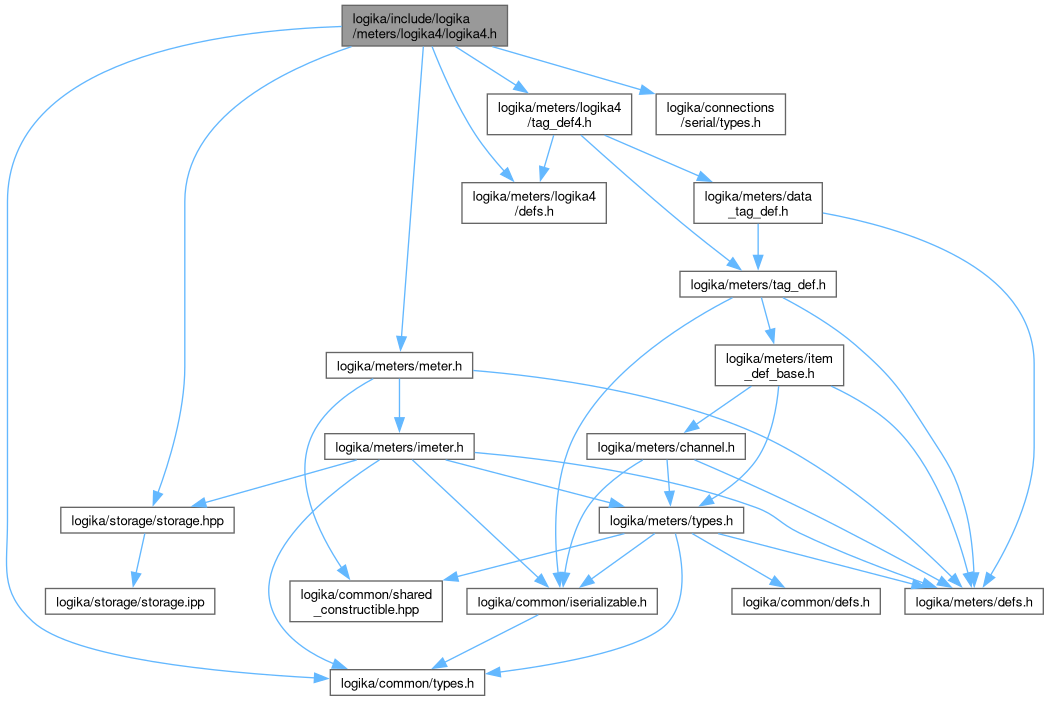 logika/include/logika
/meters/logika4/logika4.h
logika/meters/logika4
/tag_def4.h
logika/connections
/serial/types.h
logika/meters/logika4
/defs.h
logika/meters/data
_tag_def.h
logika/meters/tag_def.h
logika/meters/meter.h
logika/meters/item
_def_base.h
logika/meters/imeter.h
logika/meters/channel.h
logika/storage/storage.hpp
logika/meters/types.h
logika/storage/storage.ipp
logika/common/shared
_constructible.hpp
logika/common/iserializable.h
logika/common/defs.h
logika/meters/defs.h
logika/common/types.h